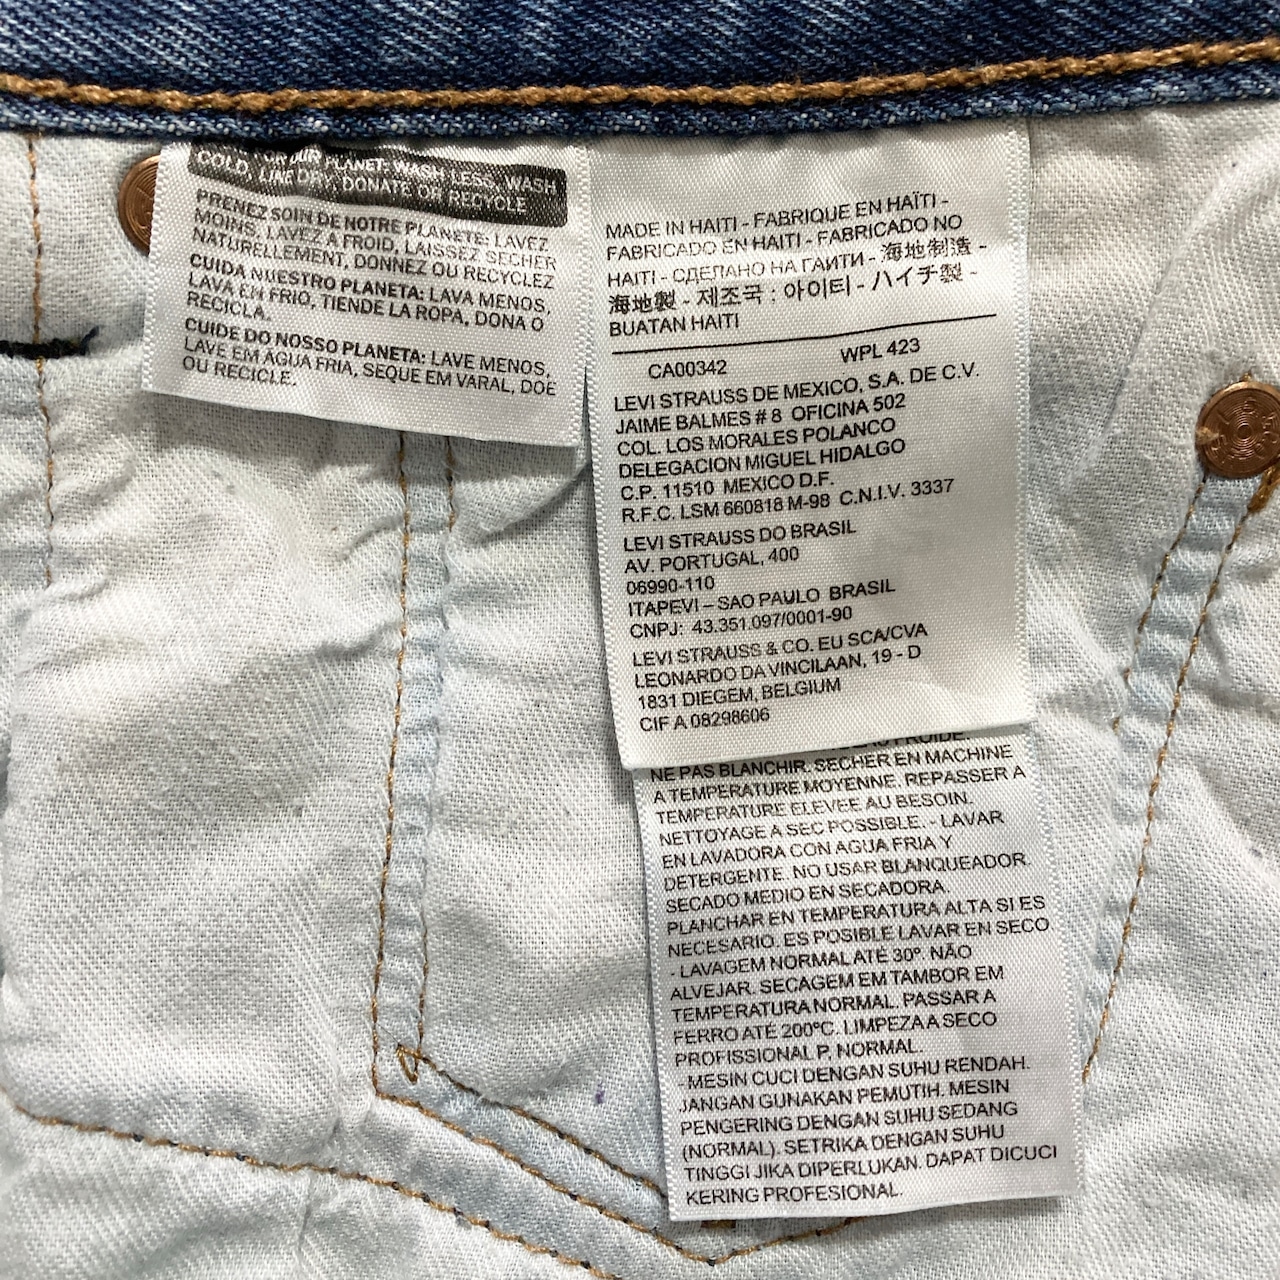 FOR OUR PLANET: WASH LESS, WASH
COLD, LINE DRY, DONATE OR RECYCLE
PRENEZ SOIN DE NOTRE PLANETE: LAVEZ
MOINS, LAVEZ A FROID, LAISSEZ SECHER
NATURELLEMENT, DONNEZ OU RECYCLEZ
CUIDA NUESTRO PLANETA: LAVA MENOS,
LAVA EN FRIO, TIENDE LA ROPA, DONA O
RECICLA.
CUIDE DO NOSSO PLANETA: LAVE MENOS,
LAVE EM ÁGUA FRIA, SEQUE EM VARAL, DOE
OU RECICLE.
MADE IN HAITI - FABRIQUE EN HAÏTI -
FABRICADO EN HAITI - FABRICADO NO
HAITI - СДЕЛАНО НА ГАИТИ - 海地制造 -
海地製 - 제조국 : 아이티 - ハイチ製 -
BUATAN HAITI
CA00342 WPL 423
LEVI STRAUSS DE MEXICO, S.A. DE C.V.
JAIME BALMES # 8 OFICINA 502
COL. LOS MORALES POLANCO
DELEGACION MIGUEL HIDALGO
C.P. 11510 MEXICO D.F.
R.F.C. LSM 660818 M-98 C.N.I.V. 3337
LEVI STRAUSS DO BRASIL
AV. PORTUGAL, 400
06990-110
ITAPEVI – SAO PAULO BRASIL
CNPJ: 43.351.097/0001-90
LEVI STRAUSS & CO. EU SCA/CVA
LEONARDO DA VINCILAAN, 19 - D
1831 DIEGEM, BELGIUM
CIF A 08298606
FROIDE.
NE PAS BLANCHIR. SECHER EN MACHINE
A TEMPERATURE MOYENNE. REPASSER A
TEMPERATURE ELEVEE AU BESOIN.
NETTOYAGE A SEC POSSIBLE. - LAVAR
EN LAVADORA CON AGUA FRIA Y
DETERGENTE. NO USAR BLANQUEADOR.
SECADO MEDIO EN SECADORA.
PLANCHAR EN TEMPERATURA ALTA SI ES
NECESARIO. ES POSIBLE LAVAR EN SECO.
- LAVAGEM NORMAL ATÉ 30º. NÃO
ALVEJAR. SECAGEM EM TAMBOR EM
TEMPERATURA NORMAL. PASSAR A
FERRO ATÉ 200ºC. LIMPEZA A SECO
PROFISSIONAL P, NORMAL.
- MESIN CUCI DENGAN SUHU RENDAH.
JANGAN GUNAKAN PEMUTIH. MESIN
PENGERING DENGAN SUHU SEDANG
(NORMAL). SETRIKA DENGAN SUHU
TINGGI JIKA DIPERLUKAN. DAPAT DICUCI
KERING PROFESIONAL.